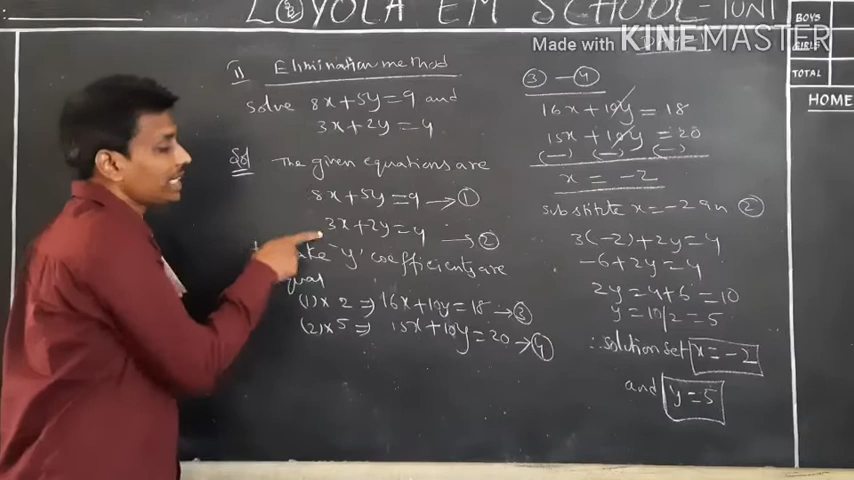 LOYOLA EM SCHOOL - IONI
Made with KINEMASTER
BOYS
GIRLS
TOTAL
HOME
1) Elimination method
Solve 8x+5y=9 and
3x+2y=4
Sol The given equations are
8x+5y=9 → ①
3x+2y=4 → ②
make 'y' coefficients are
equal
(1)×2 ⇒ 16x+10y=18 → ③
(2)×5 ⇒ 15x+10y=20 → ④
③ - ④
16x+10y=18
15x+10y=20
(-) (-) (-)
x = -2
substitute x=-2 in ②
3(-2)+2y=4
-6+2y=4
2y=4+6=10
y=10/2=5
∴ solution set x=-2
and y=5